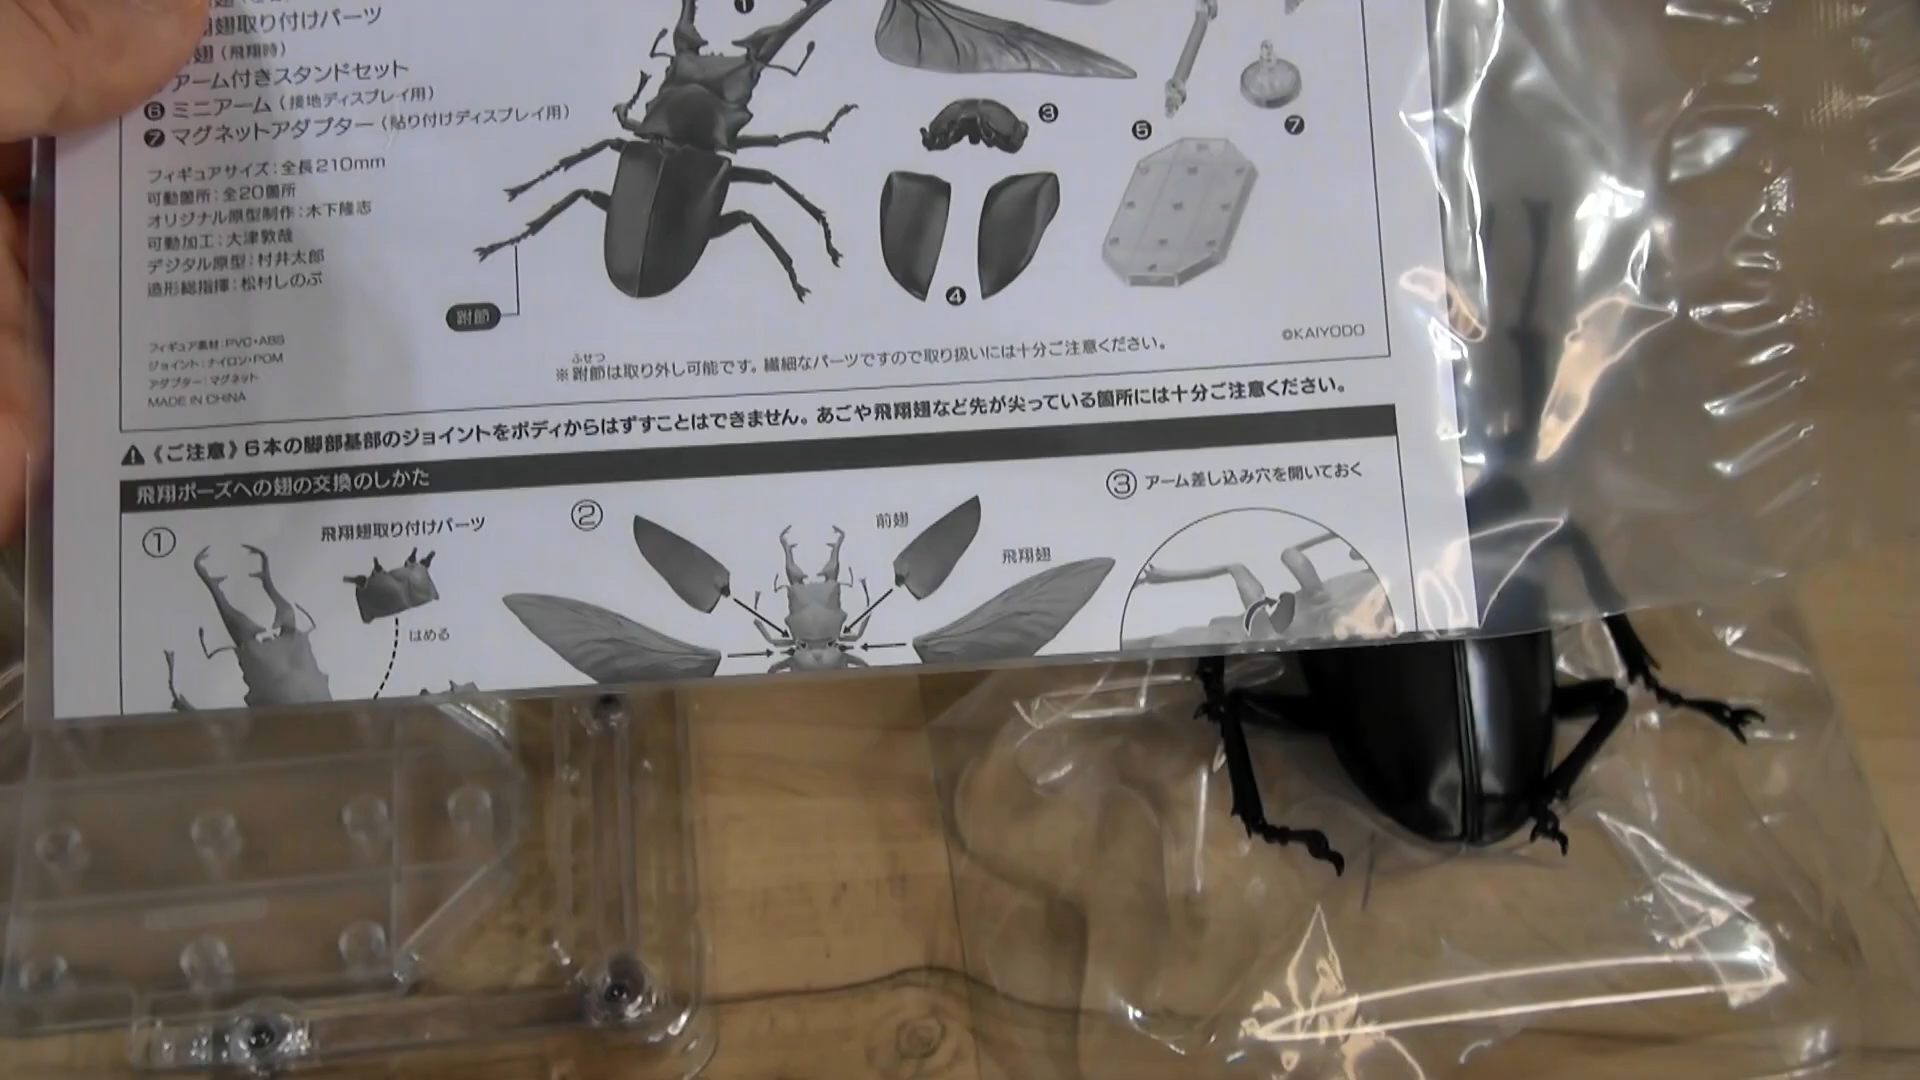 翅取り付けパーツ
翅（飛翔時）
アーム付きスタンドセット
❻ ミニアーム（接地ディスプレイ用）
❼ マグネットアダプター（貼り付けディスプレイ用）
フィギュアサイズ：全長210mm
可動箇所：全20箇所
オリジナル原型制作：木下隆志
可動加工：大津敦哉
デジタル原型：村井太郎
造形総指揮：松村しのぶ
フィギュア素材：PVC・ABS
ジョイント：ナイロン・POM
アダプター：マグネット
MADE IN CHINA
❶
❸
❹
❺
❼
跗節
©KAIYODO
ふせつ
※跗節は取り外し可能です。繊細なパーツですので取り扱いには十分ご注意ください。
⚠《ご注意》6本の脚部基部のジョイントをボディからはずすことはできません。あごや飛翔翅など先が尖っている箇所には十分ご注意ください。
飛翔ポーズへの翅の交換のしかた
①
飛翔翅取り付けパーツ
はめる
②
前翅
飛翔翅
③ アーム差し込み穴を開いておく